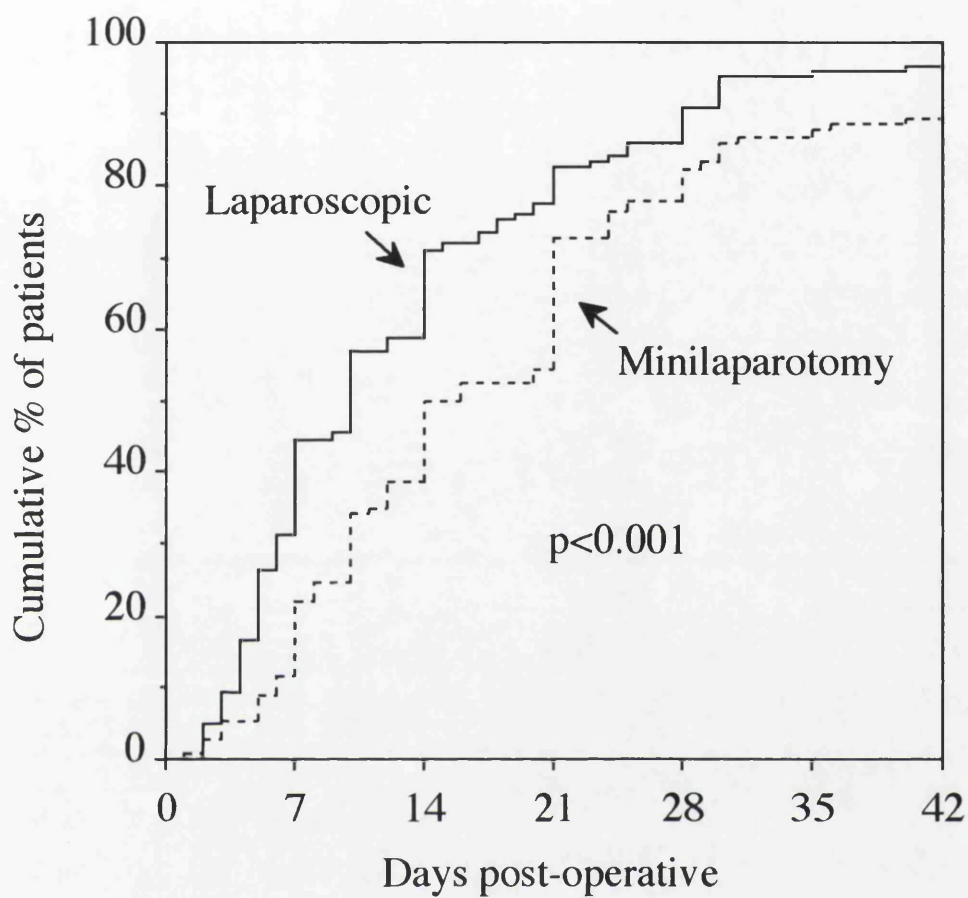 100
80
60
40
20
0
Cumulative % of patients
Laparoscopic
Minilaparotomy
p<0.001
0 7 14 21 28 35 42
Days post-operative